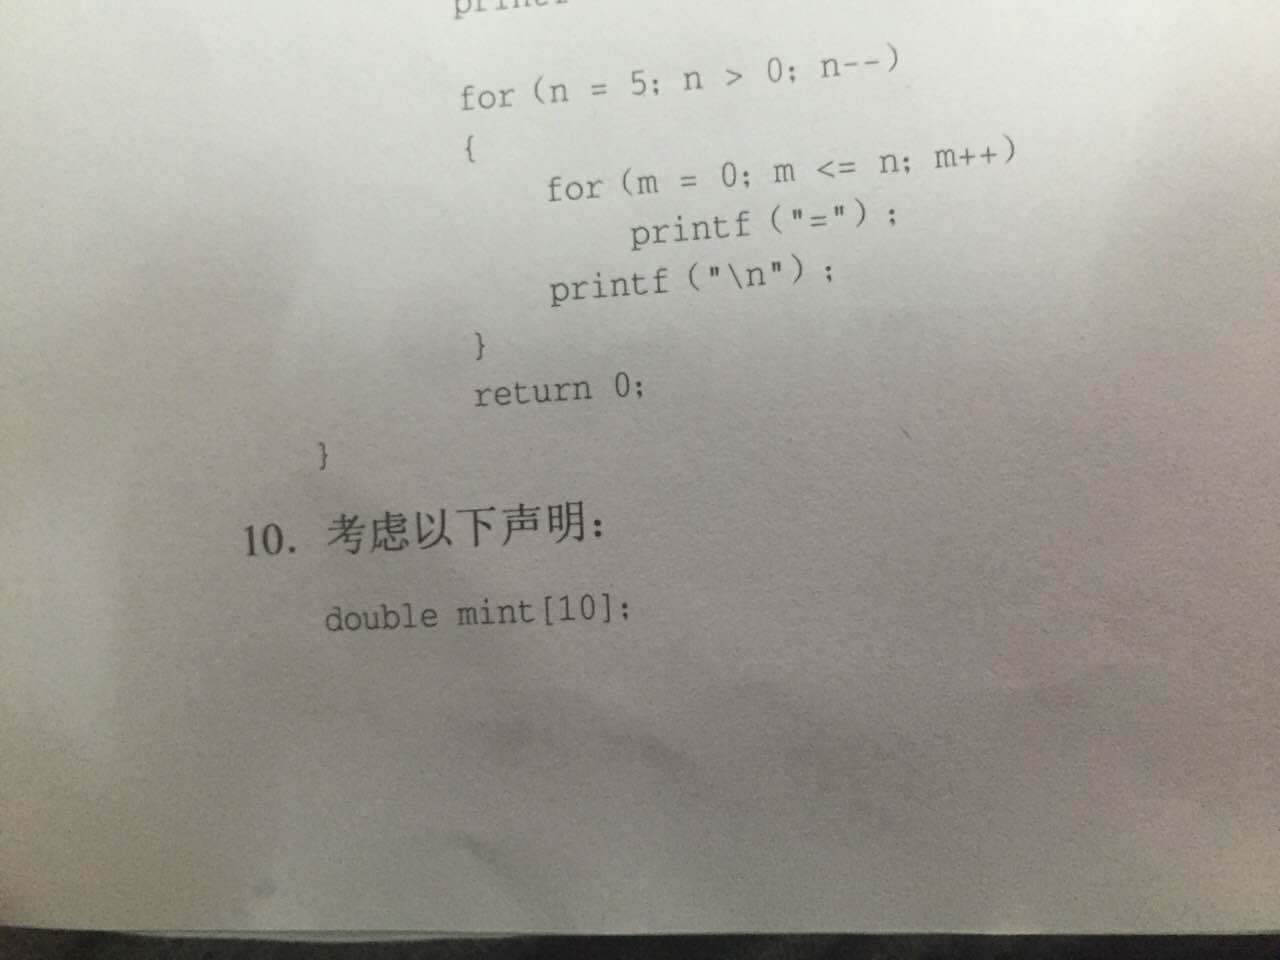 for (n = 5; n > 0; n--)
{
for (m = 0; m <= n; m++)
printf ("=") ;
printf ("\n") ;
}
return 0;
}
10. 考虑以下声明：
double mint[10];